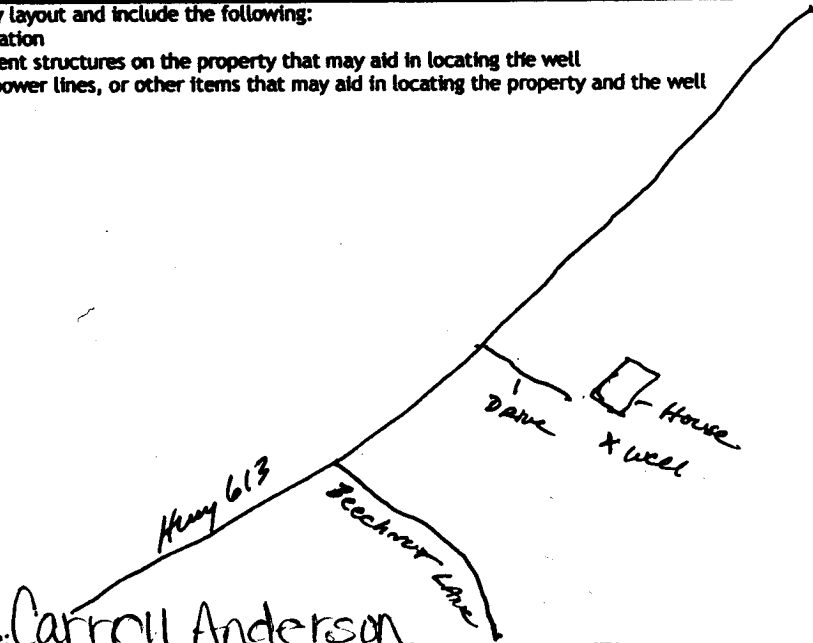 layout and include the following:
ation
ent structures on the property that may aid in locating the well
power lines, or other items that may aid in locating the property and the well
Drive
House
x well
Hwy 613
Beechnut Lane
Carroll Anderson